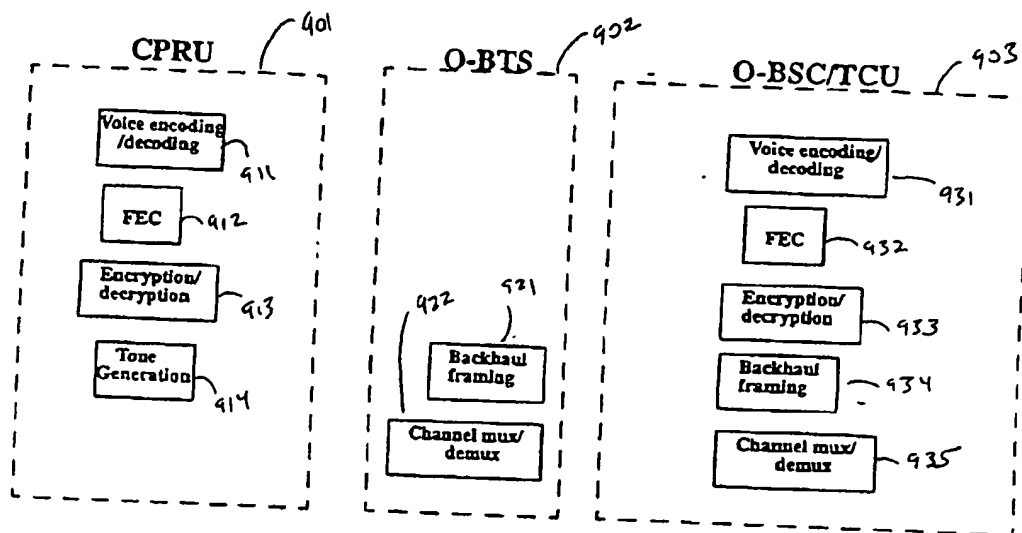 CPRU
901
Voice encoding
/decoding
911
FEC
912
Encryption/
decryption
913
Tone
Generation
914
O-BTS
902
922
921
Backhaul
framing
Channel mux/
demux
O-BSC/TCU
903
Voice encoding/
decoding
931
FEC
932
Encryption/
decryption
933
Backhaul
framing
934
Channel mux/
demux
935